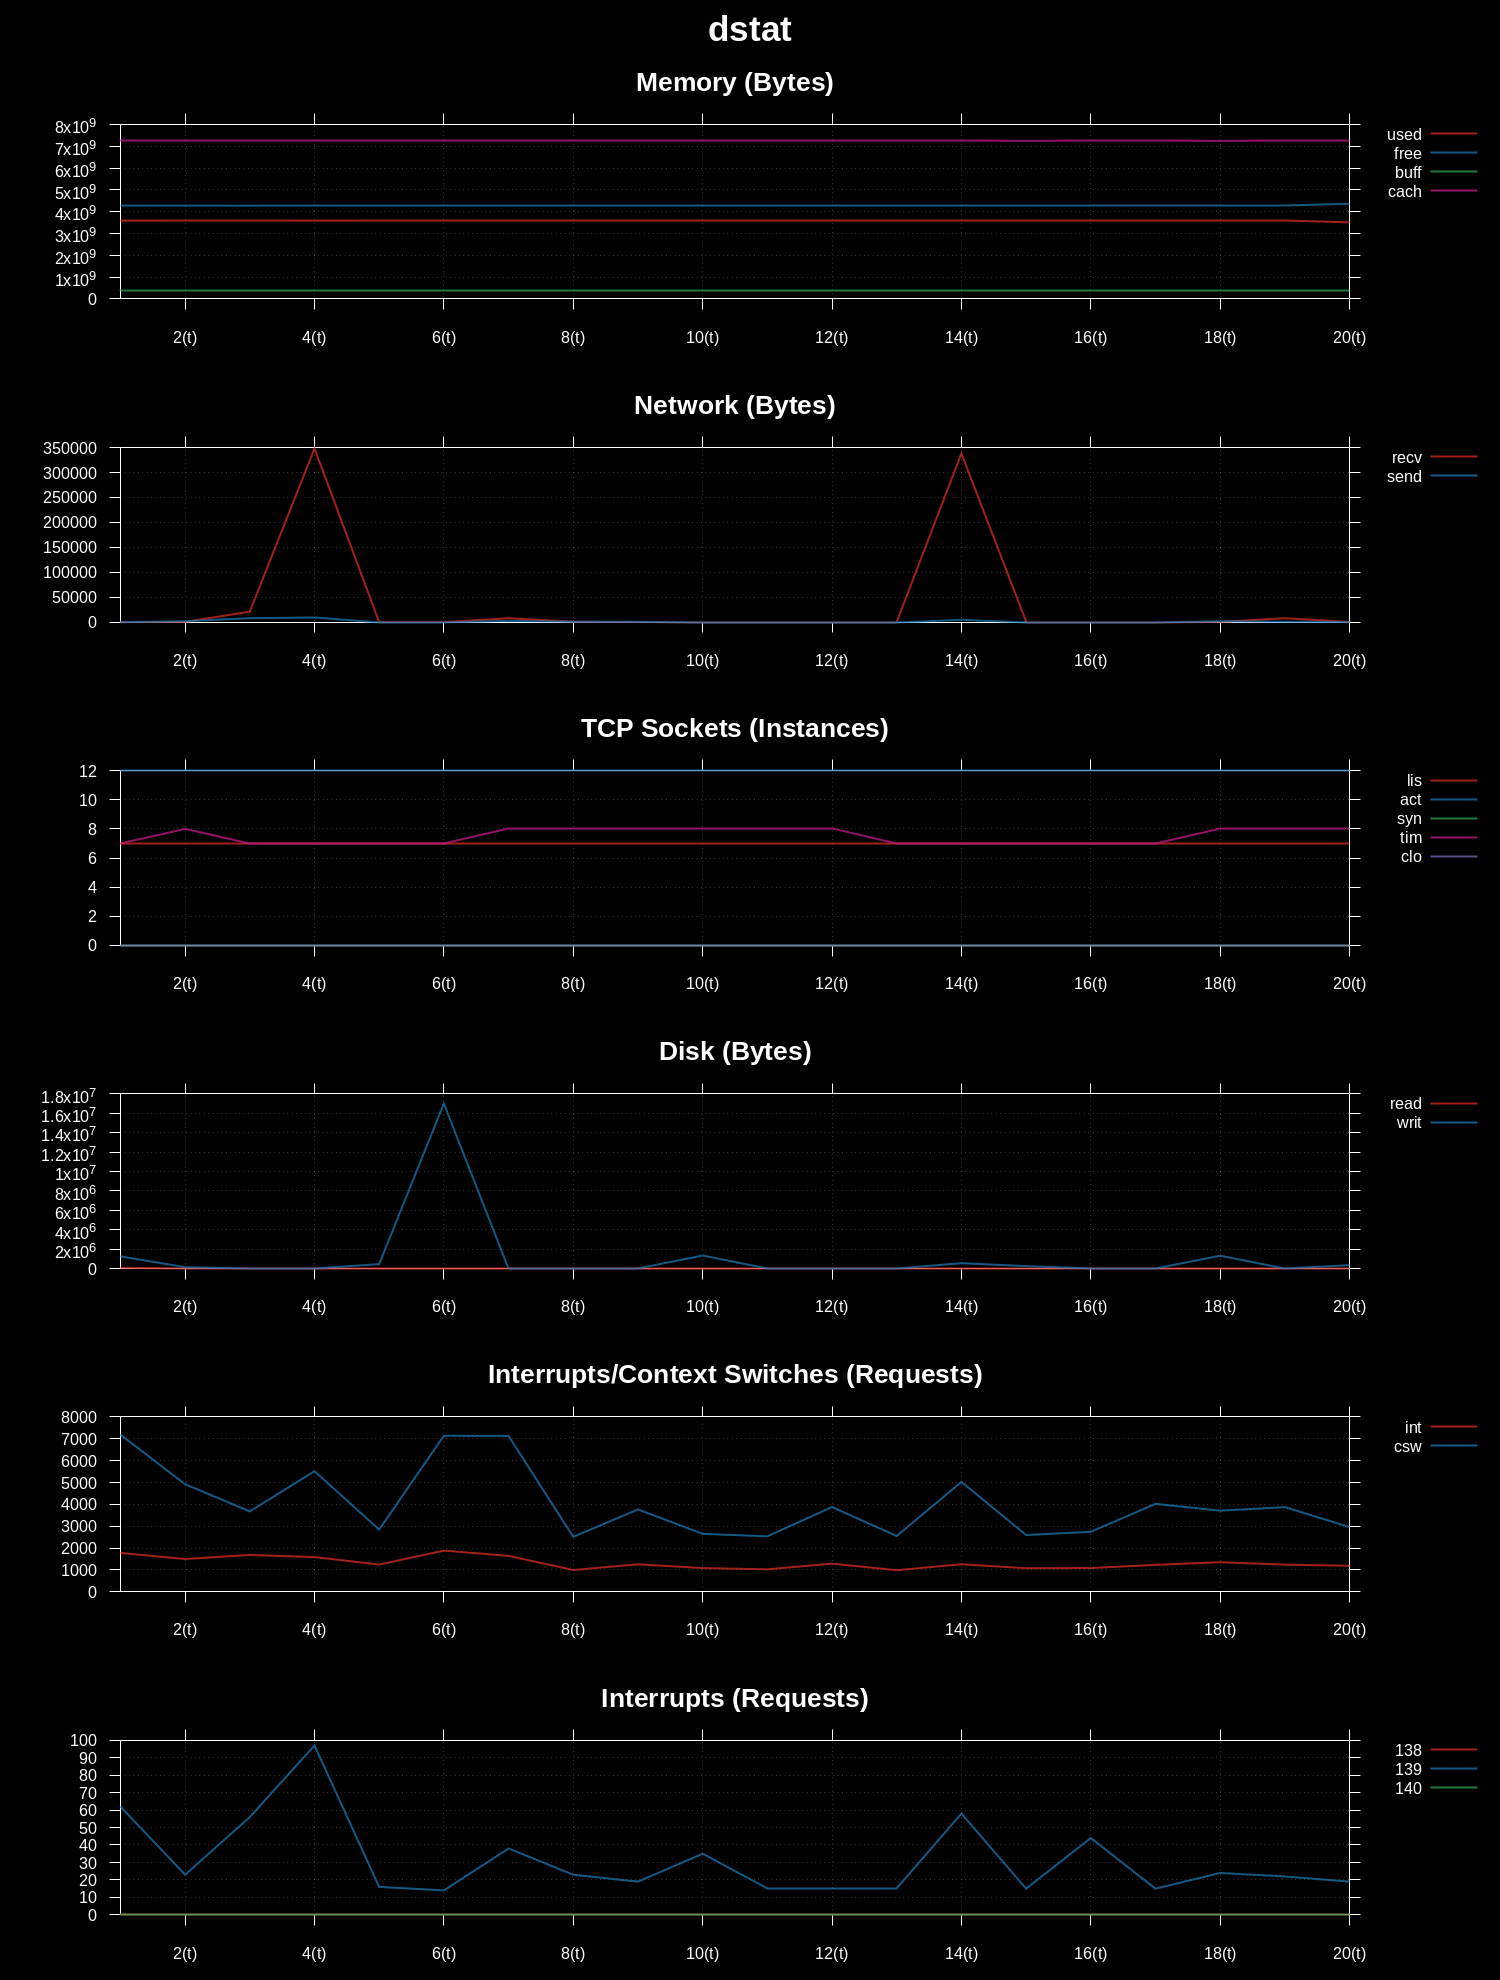 dstat
Memory (Bytes)
8x10⁹
7x10⁹
6x10⁹
5x10⁹
4x10⁹
3x10⁹
2x10⁹
1x10⁹
0
2(t) 4(t) 6(t) 8(t) 10(t) 12(t) 14(t) 16(t) 18(t) 20(t)
used
free
buff
cach
Network (Bytes)
350000
300000
250000
200000
150000
100000
50000
0
2(t) 4(t) 6(t) 8(t) 10(t) 12(t) 14(t) 16(t) 18(t) 20(t)
recv
send
TCP Sockets (Instances)
12
10
8
6
4
2
0
2(t) 4(t) 6(t) 8(t) 10(t) 12(t) 14(t) 16(t) 18(t) 20(t)
lis
act
syn
tim
clo
Disk (Bytes)
1.8x10⁷
1.6x10⁷
1.4x10⁷
1.2x10⁷
1x10⁷
8x10⁶
6x10⁶
4x10⁶
2x10⁶
0
2(t) 4(t) 6(t) 8(t) 10(t) 12(t) 14(t) 16(t) 18(t) 20(t)
read
writ
Interrupts/Context Switches (Requests)
8000
7000
6000
5000
4000
3000
2000
1000
0
2(t) 4(t) 6(t) 8(t) 10(t) 12(t) 14(t) 16(t) 18(t) 20(t)
int
csw
Interrupts (Requests)
100
90
80
70
60
50
40
30
20
10
0
2(t) 4(t) 6(t) 8(t) 10(t) 12(t) 14(t) 16(t) 18(t) 20(t)
138
139
140